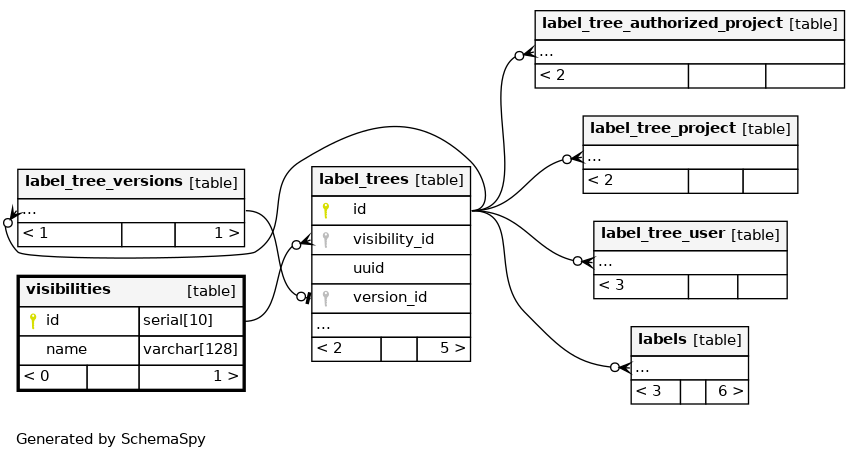 label_tree_authorized_project [table]
...
< 2
label_tree_project [table]
...
< 2
label_tree_versions [table]
...
< 1 1 >
label_trees [table]
id
visibility_id
uuid
version_id
...
< 2 5 >
label_tree_user [table]
...
< 3
visibilities [table]
id serial[10]
name varchar[128]
< 0 1 >
labels [table]
...
< 3 6 >
Generated by SchemaSpy